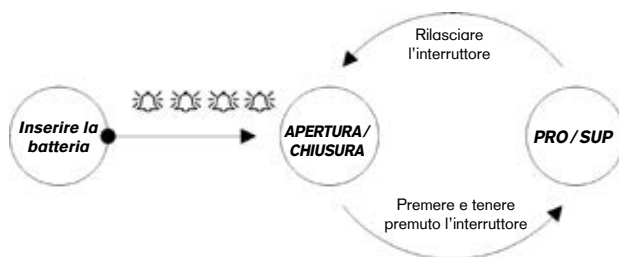 Rilasciare
l'interruttore
Inserire la
batteria
APERTURA/
CHIUSURA
PRO/SUP
Premere e tenere
premuto l'interruttore